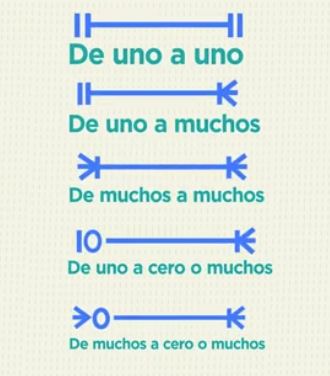 De uno a uno
De uno a muchos
De muchos a muchos
De uno a cero o muchos
De muchos a cero o muchos